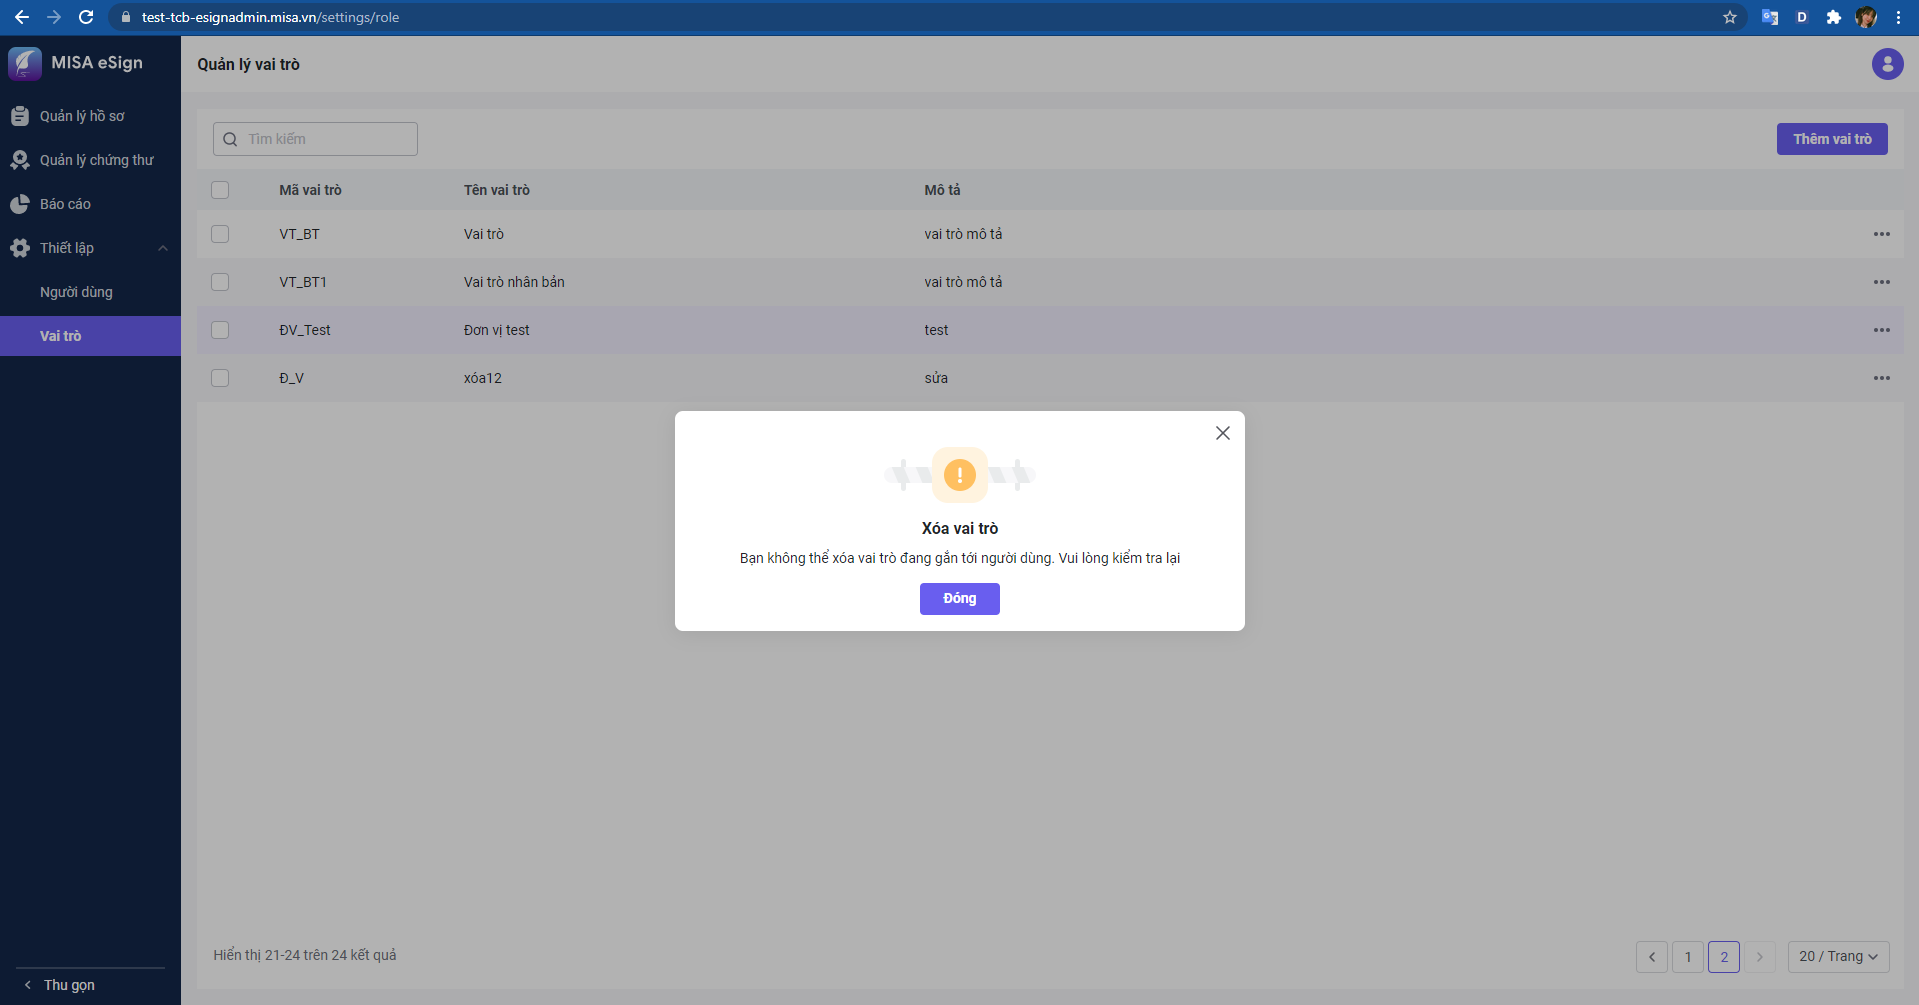 test-tcb-esignadmin.misa.vn/settings/role
D
MISA eSign
Quản lý hồ sơ
Quản lý chứng thư
Báo cáo
Thiết lập
Người dùng
Vai trò
Thu gọn
Quản lý vai trò
Tìm kiếm
Thêm vai trò
Mã vai trò Tên vai trò Mô tả
VT_BT Vai trò vai trò mô tả
VT_BT1 Vai trò nhân bản vai trò mô tả
ĐV_Test Đơn vị test test
Đ_V xóa12 sửa
Xóa vai trò
Bạn không thể xóa vai trò đang gắn tới người dùng. Vui lòng kiểm tra lại
Đóng
Hiển thị 21-24 trên 24 kết quả
1 2 20 / Trang